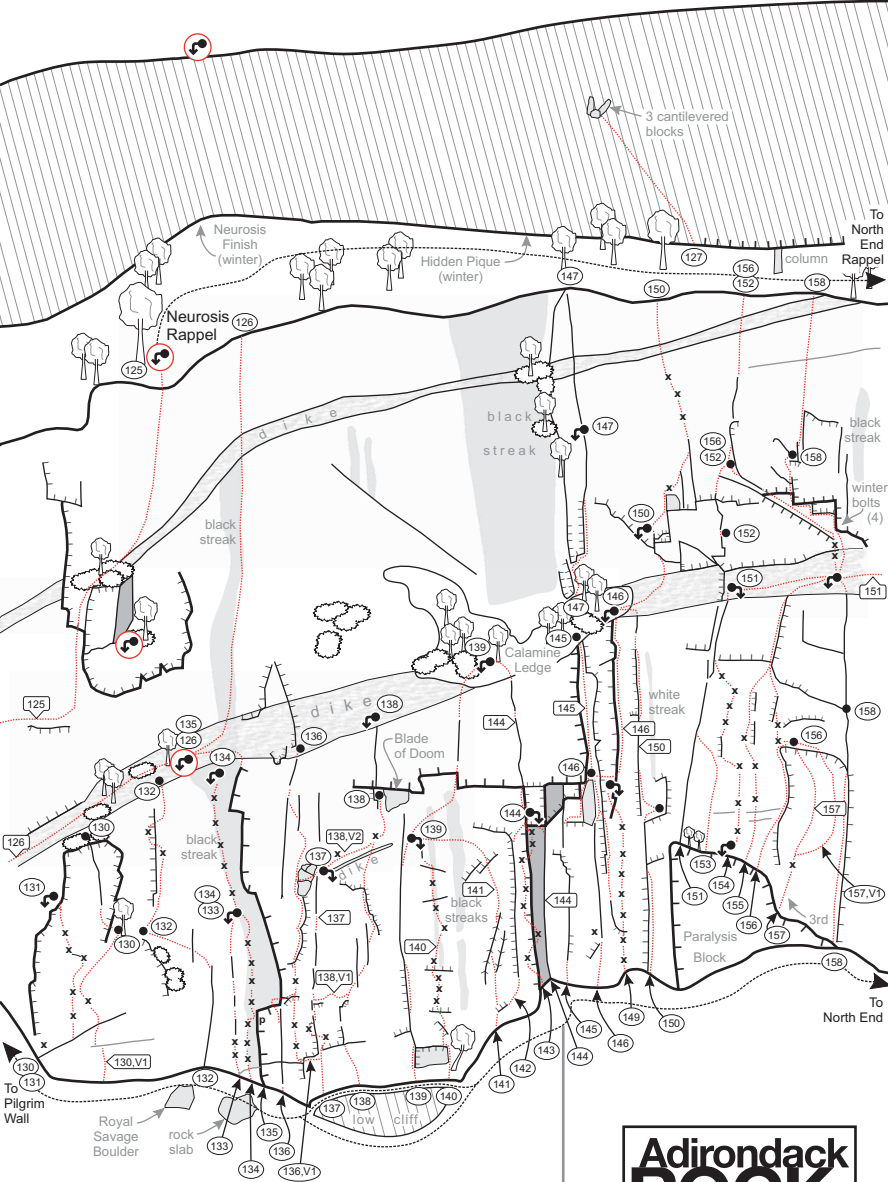 3 cantilevered
blocks
To
North
End
Rappel
Neurosis
Finish
(winter)
Hidden Pique
(winter)
column
127
147
156
152
150
158
Neurosis
Rappel
126
125
dike
black
streak
147
156
152
158
black
streak
winter
bolts
(4)
black
streak
150
152
151
151
147
146
145
139
Calamine
Ledge
125
dike
138
144
145
white
streak
146
150
158
135
126
134
136
Blade
of Doom
156
132
146
138
126
130
black
streak
138,V2
137
dike
139
144
157
131
134
133
141
black
streaks
144
153
154
155
156
157
151
157,V1
130
132
137
140
3rd
Paralysis
Block
138,V1
p
158
130
131
To
Pilgrim
Wall
130,V1
132
142
143
144
145
146
149
150
To
North End
141
Royal
Savage
Boulder
rock
slab
133
134
135
136
136,V1
137
138
139
140
low cliff
Adirondack
ROCK